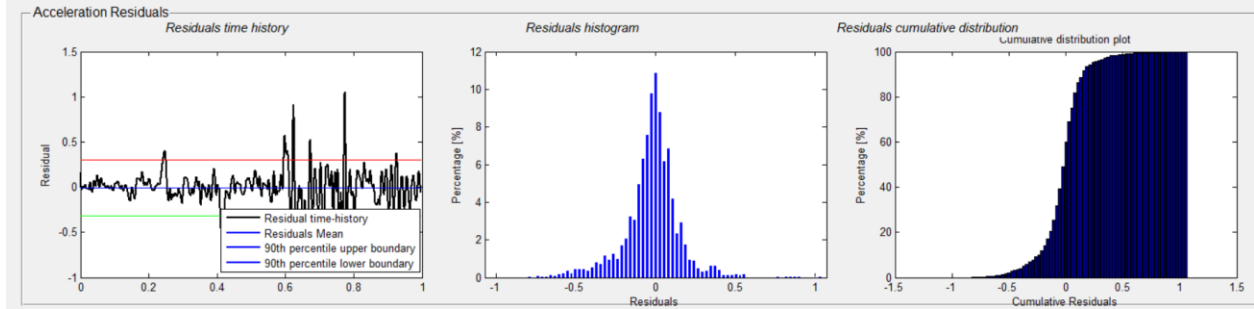 Acceleration Residuals
Residuals time history
Residual
1.5
1
0.5
0
-0.5
-1
0
0.2
0.4
0.6
0.8
1
Residual time-history
Residuals Mean
90th percentile upper boundary
90th percentile lower boundary
Residuals histogram
Percentage [%]
12
10
8
6
4
2
0
-1
-0.5
0
0.5
1
Residuals
Residuals cumulative distribution
Cumulative distribution plot
Percentage [%]
100
80
60
40
20
0
-1.5
-1
-0.5
0
0.5
1
1.5
Cumulative Residuals